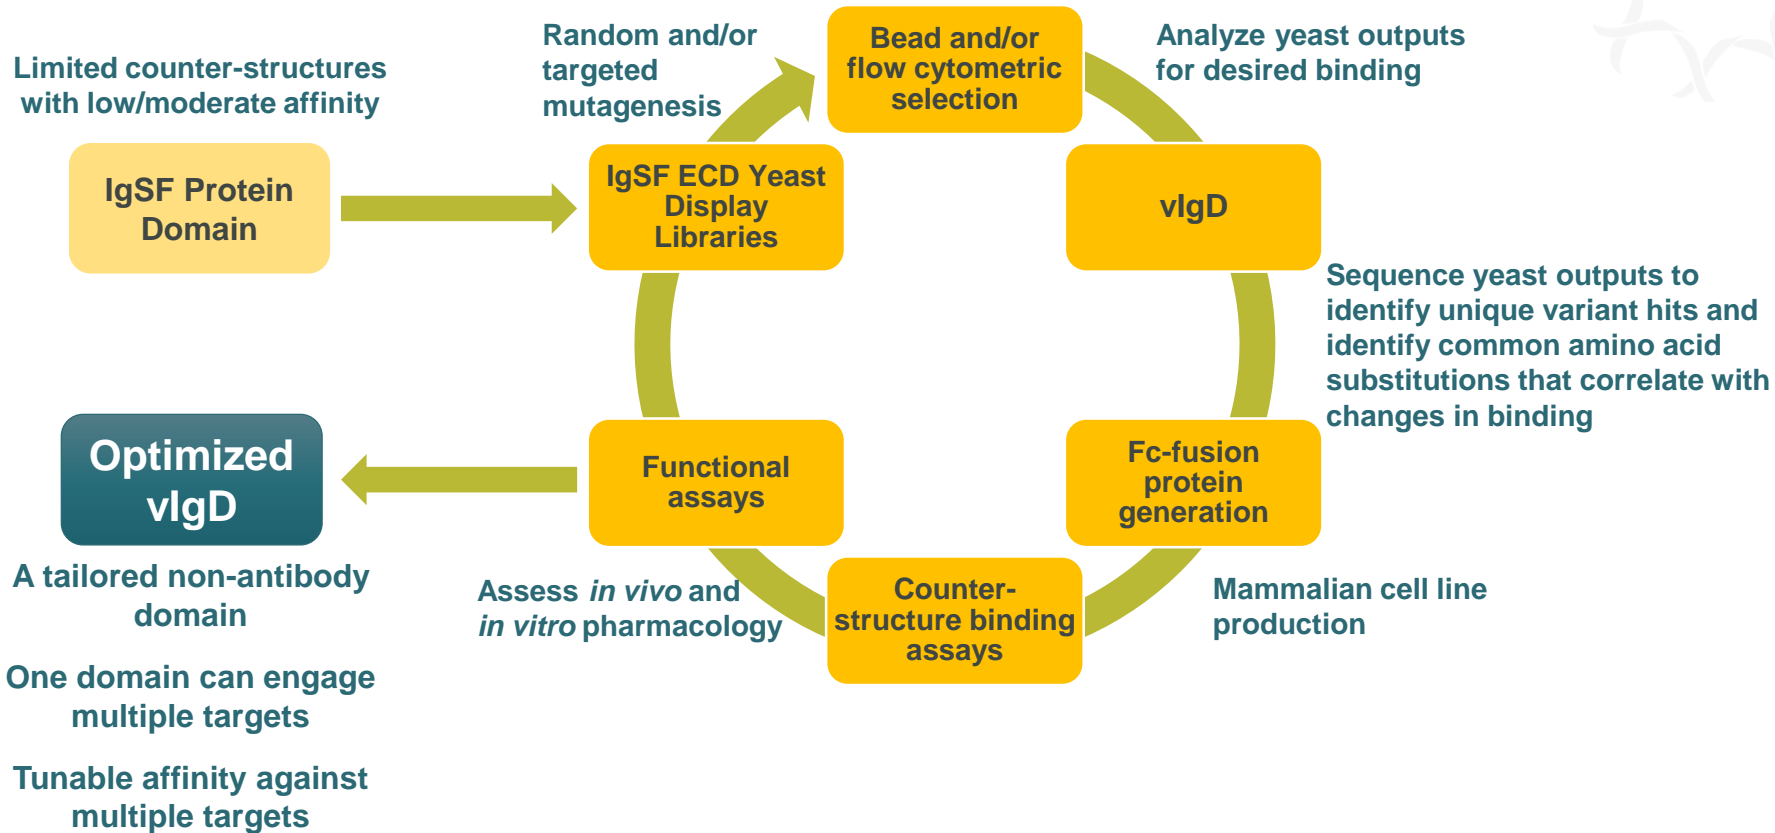 Limited counter-structures
with low/moderate affinity
IgSF Protein
Domain
Random and/or
targeted
mutagenesis
IgSF ECD Yeast
Display
Libraries
Bead and/or
flow cytometric
selection
Analyze yeast outputs
for desired binding
vIgD
Sequence yeast outputs to
identify unique variant hits and
identify common amino acid
substitutions that correlate with
changes in binding
Fc-fusion
protein
generation
Mammalian cell line
production
Counter-
structure binding
assays
Assess in vivo and
in vitro pharmacology
Functional
assays
Optimized
vIgD
A tailored non-antibody
domain
One domain can engage
multiple targets
Tunable affinity against
multiple targets